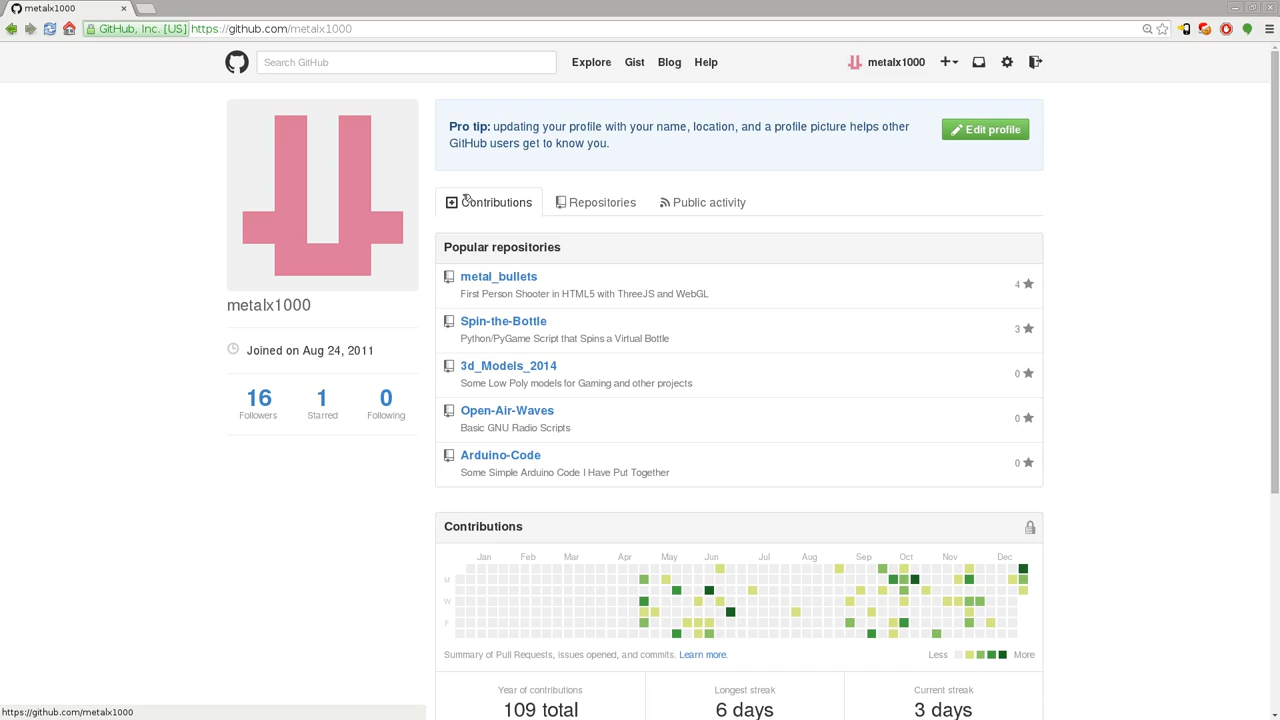 metalx1000
GitHub, Inc. [US] https://github.com/metalx1000
Search GitHub
Explore Gist Blog Help
metalx1000
Pro tip: updating your profile with your name, location, and a profile picture helps other
GitHub users get to know you.
Edit profile
Contributions Repositories Public activity
metalx1000
Joined on Aug 24, 2011
16 1 0
Followers Starred Following
Popular repositories
metal_bullets
First Person Shooter in HTML5 with ThreeJS and WebGL
4
Spin-the-Bottle
Python/PyGame Script that Spins a Virtual Bottle
3
3d_Models_2014
Some Low Poly models for Gaming and other projects
0
Open-Air-Waves
Basic GNU Radio Scripts
0
Arduino-Code
Some Simple Arduino Code I Have Put Together
0
Contributions
Jan Feb Mar Apr May Jun Jul Aug Sep Oct Nov Dec
M
W
F
Summary of Pull Requests, issues opened, and commits. Learn more.
Less More
Year of contributions Longest streak Current streak
109 total 6 days 3 days
https://github.com/metalx1000